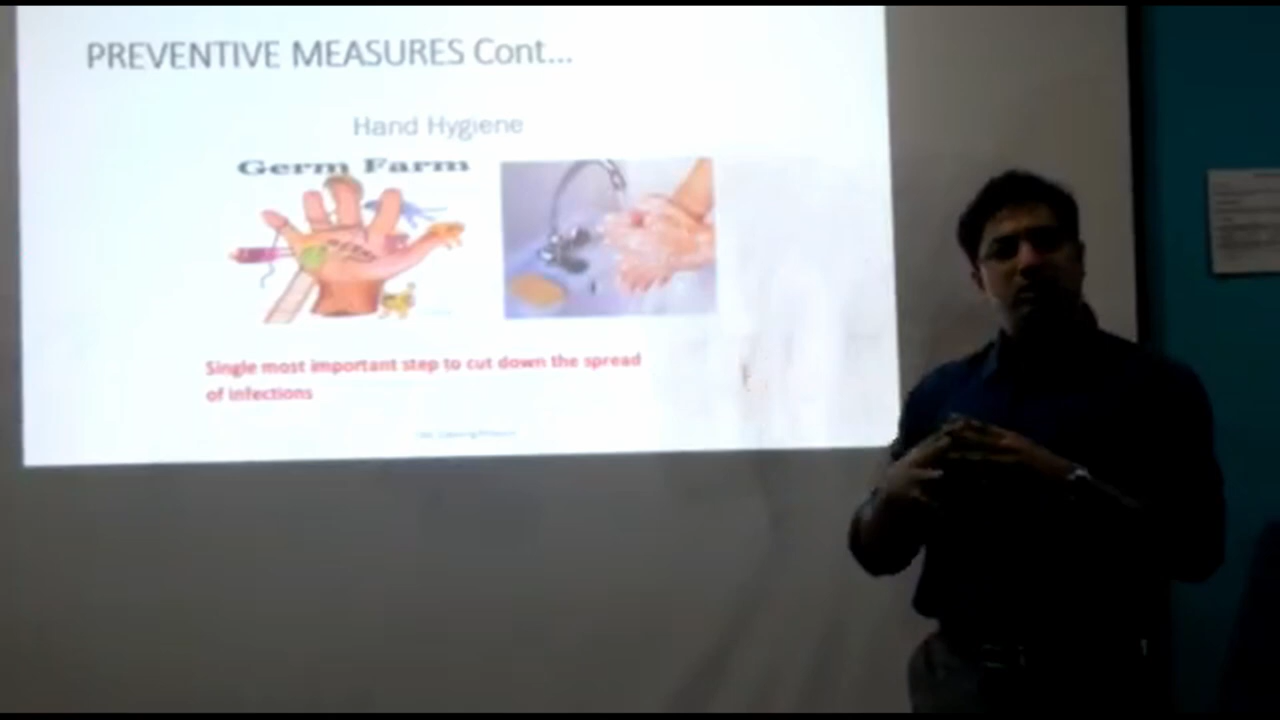 PREVENTIVE MEASURES Cont...
Hand Hygiene
Germ Farm
Single most important step to cut down the spread
of infections